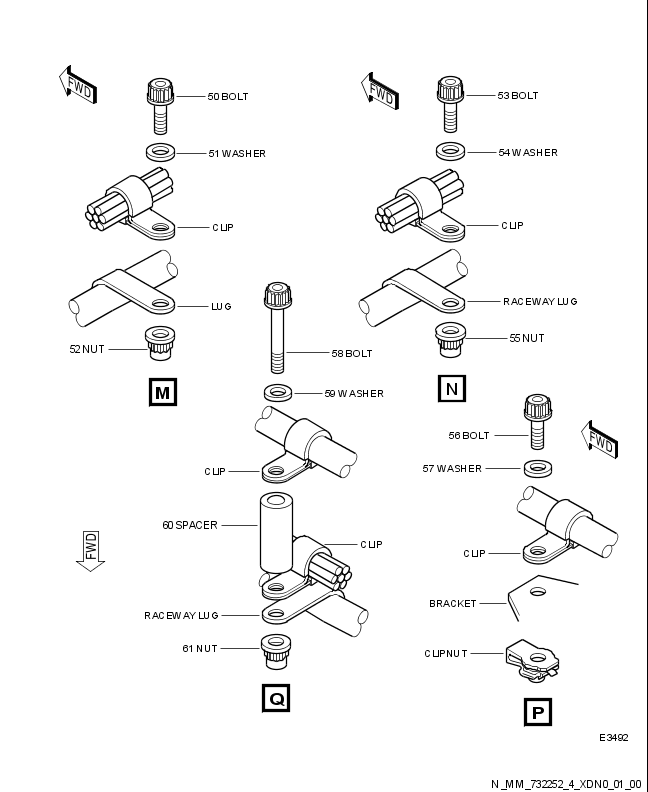 FWD
50 BOLT
51 WASHER
CLIP
LUG
52 NUT
M
FWD
53 BOLT
54 WASHER
CLIP
RACEWAY LUG
55 NUT
N
58 BOLT
59 WASHER
CLIP
60 SPACER
CLIP
RACEWAY LUG
61 NUT
Q
FWD
FWD
56 BOLT
57 WASHER
CLIP
BRACKET
CLIPNUT
P
E3492
N_MM_732252_4_XDN0_01_00